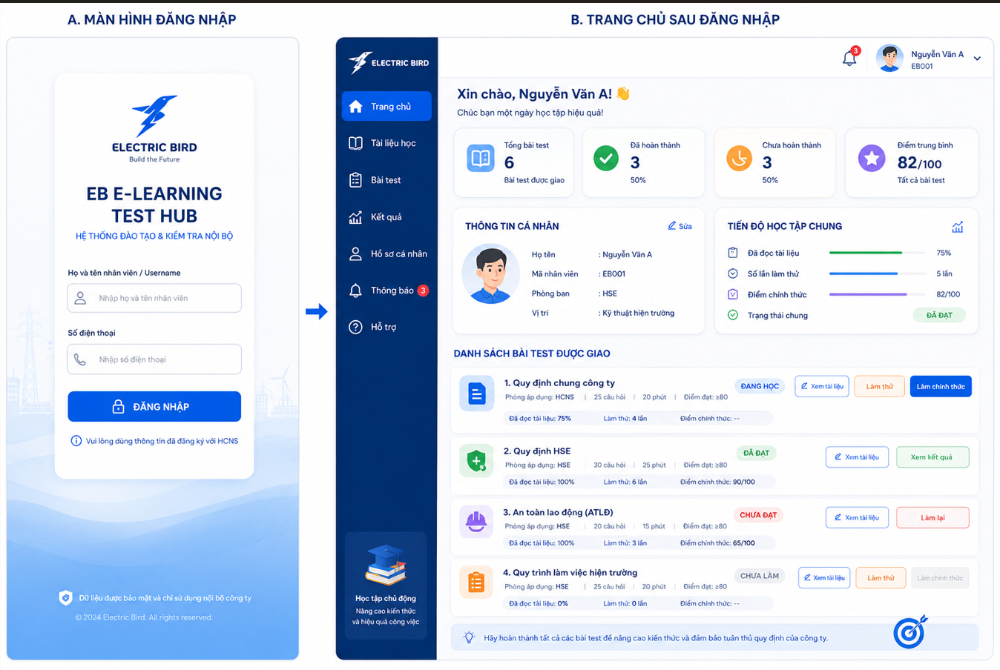 A. MÀN HÌNH ĐĂNG NHẬP
ELECTRIC BIRD
Build the Future
EB E-LEARNING
TEST HUB
HỆ THỐNG ĐÀO TẠO & KIỂM TRA NỘI BỘ
Họ và tên nhân viên / Username
Nhập họ và tên nhân viên
Số điện thoại
Nhập số điện thoại
ĐĂNG NHẬP
Vui lòng dùng thông tin đã đăng ký với HCNS
Dữ liệu được bảo mật và chỉ sử dụng nội bộ công ty
© 2024 Electric Bird. All rights reserved.
B. TRANG CHỦ SAU ĐĂNG NHẬP
ELECTRIC BIRD
Trang chủ
Tài liệu học
Bài test
Kết quả
Hồ sơ cá nhân
Thông báo 3
Hỗ trợ
Học tập chủ động
Nâng cao kiến thức
và hiệu quả công việc
3
Nguyễn Văn A
EB001
Xin chào, Nguyễn Văn A!
Chúc bạn một ngày học tập hiệu quả!
Tổng bài test
6
Bài test được giao
Đã hoàn thành
3
50%
Chưa hoàn thành
3
50%
Điểm trung bình
82/100
Tất cả bài test
THÔNG TIN CÁ NHÂN
Sửa
Họ tên : Nguyễn Văn A
Mã nhân viên : EB001
Phòng ban : HSE
Vị trí : Kỹ thuật hiện trường
TIẾN ĐỘ HỌC TẬP CHUNG
Đã đọc tài liệu 75%
Số lần làm thử 5 lần
Điểm chính thức 82/100
Trạng thái chung ĐÃ ĐẠT
DANH SÁCH BÀI TEST ĐƯỢC GIAO
1. Quy định chung công ty
Phòng áp dụng: HCNS | 25 câu hỏi | 20 phút | Điểm đạt: ≥80
Đã đọc tài liệu: 75% Làm thử: 4 lần Điểm chính thức: --
ĐANG HỌC
Xem tài liệu
Làm thử
Làm chính thức
2. Quy định HSE
Phòng áp dụng: HSE | 30 câu hỏi | 25 phút | Điểm đạt: ≥80
Đã đọc tài liệu: 100% Làm thử: 6 lần Điểm chính thức: 90/100
ĐÃ ĐẠT
Xem tài liệu
Xem kết quả
3. An toàn lao động (ATLĐ)
Phòng áp dụng: HSE | 20 câu hỏi | 15 phút | Điểm đạt: ≥80
Đã đọc tài liệu: 100% Làm thử: 3 lần Điểm chính thức: 65/100
CHƯA ĐẠT
Xem tài liệu
Làm lại
4. Quy trình làm việc hiện trường
Phòng áp dụng: HSE | 25 câu hỏi | 20 phút | Điểm đạt: ≥80
Đã đọc tài liệu: 0% Làm thử: 0 lần Điểm chính thức: --
CHƯA LÀM
Xem tài liệu
Làm thử
Làm chính thức
Hãy hoàn thành tất cả các bài test để nâng cao kiến thức và đảm bảo tuân thủ quy định của công ty.